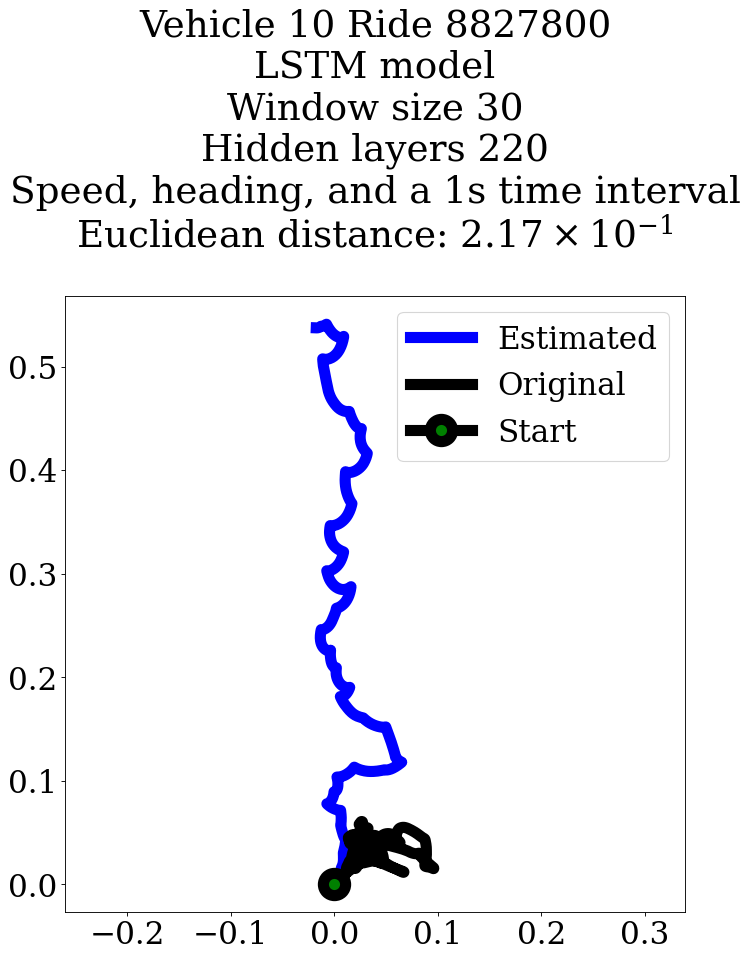 Vehicle 10 Ride 8827800
LSTM model
Window size 30
Hidden layers 220
Speed, heading, and a 1s time interval
Euclidean distance: 2.17 × 10⁻¹
Estimated
Original
Start
0.5
0.4
0.3
0.2
0.1
0.0
−0.2 −0.1 0.0 0.1 0.2 0.3